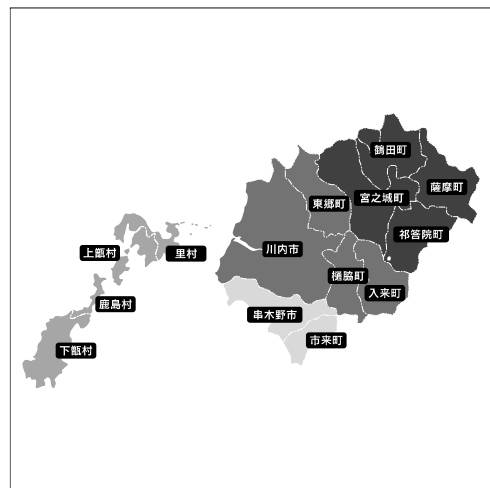 鶴田町
薩摩町
宮之城町
東郷町
祁答院町
川内市
上甑村
里村
樋脇町
入来町
鹿島村
串木野市
市来町
下甑村